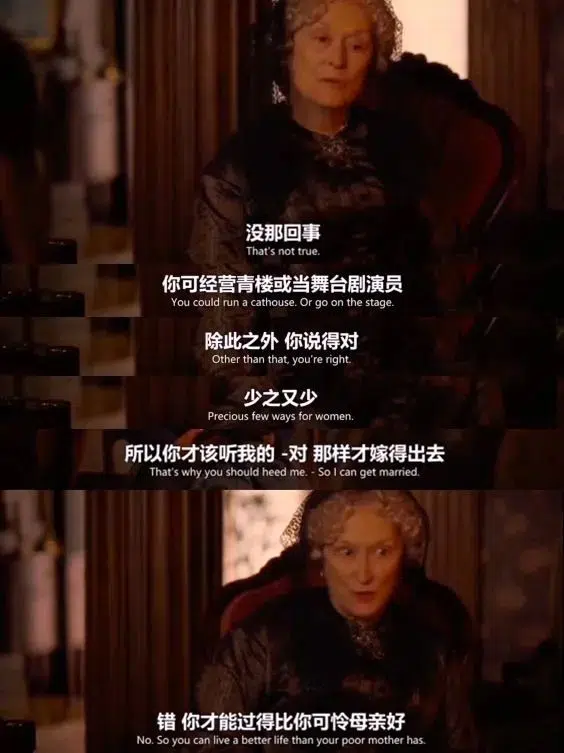 没那回事
That's not true.
你可经营青楼或当舞台剧演员
You could run a cathouse. Or go on the stage.
除此之外 你说得对
Other than that, you're right.
少之又少
Precious few ways for women.
所以你才该听我的 -对 那样才嫁得出去
That's why you should heed me. - So I can get married.
错 你才能过得比你可怜母亲好
No. So you can live a better life than your poor mother has.